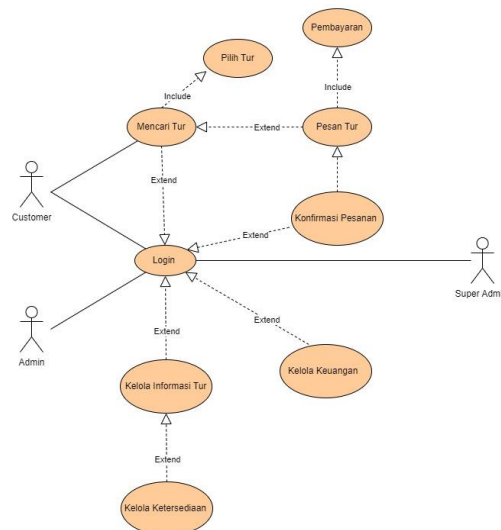 Pembayaran
Pilih Tur
Include
Include
Mencari Tur
Extend
Pesan Tur
Extend
Customer
Konfirmasi Pesanan
Extend
Login
Super Adm
Admin
Extend
Extend
Kelola Informasi Tur
Kelola Keuangan
Extend
Kelola Ketersediaan